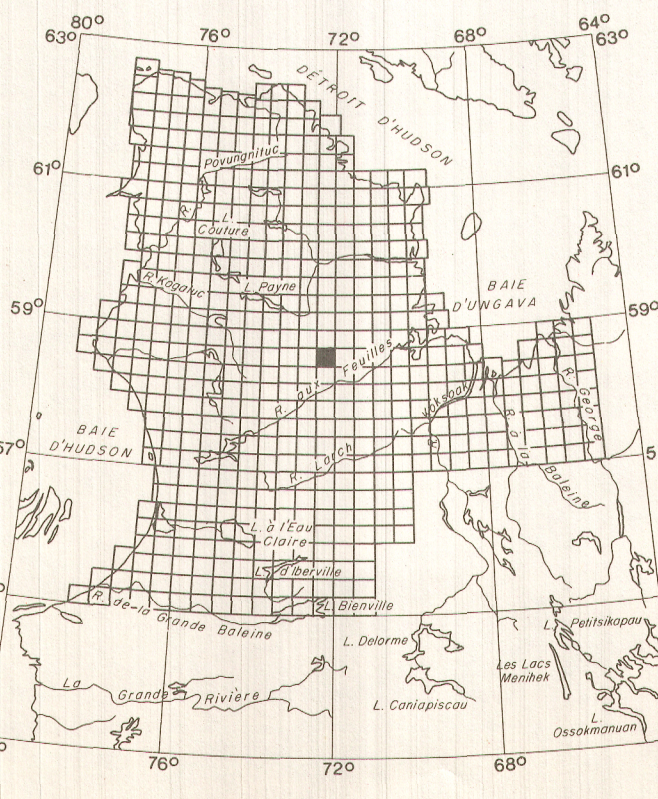 80° 76° 72° 68° 64°
63° 63°
DÉTROIT D'HUDSON
Povungnituc
61° 61°
R.
L.
Couture
R. Kogaluc
L. Payne
BAIE
D'UNGAVA
59° 59°
R. aux Feuilles
Koksoak
R.
R. à la
Baleine
R. George
BAIE
D'HUDSON
57° 5
R. Larch
L. à l'Eau
Claire
L. d'Iberville
R. de-la Grande Baleine
L. Bienville
L. Delorme
L. Petitsikapau
Les Lacs
Menihek
La Grande Rivière
L. Caniapiscau
L.
Ossokmanuan
76° 72° 68°